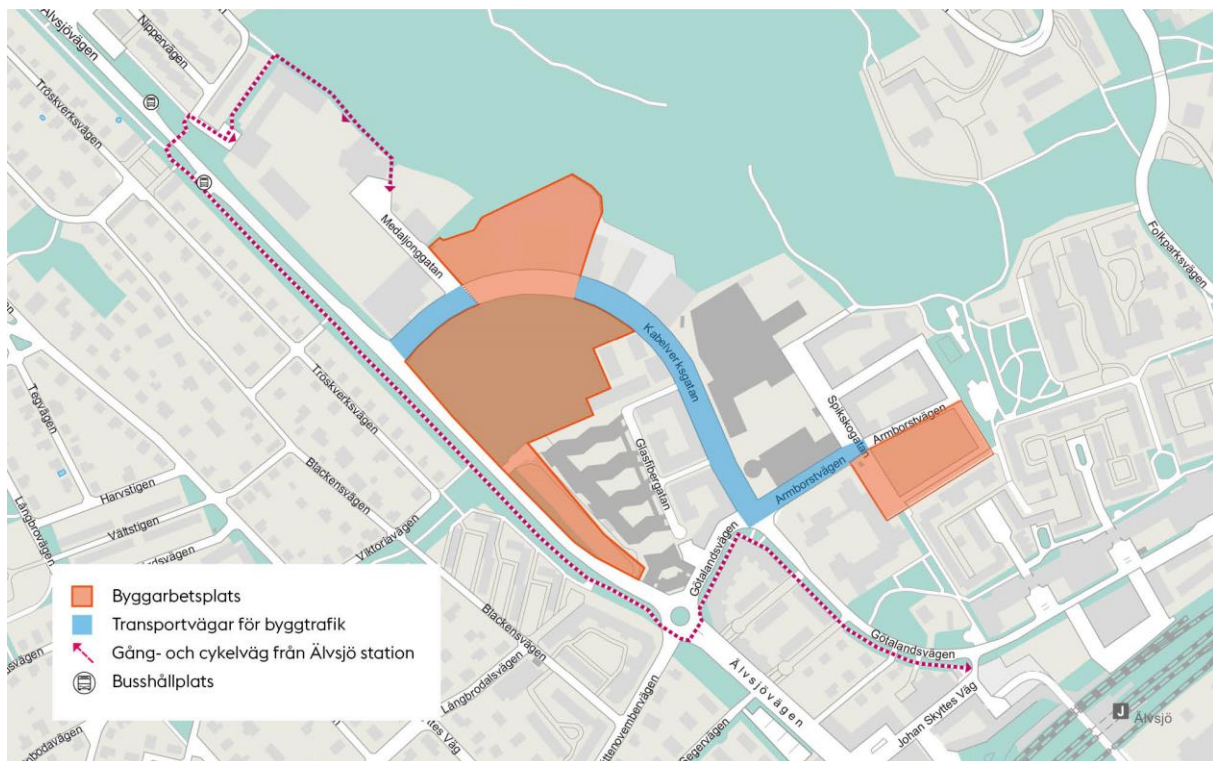 Älvsjövägen
Nippervägen
Tröskverksvägen
Medaljonggatan
Folkparksvägen
Kabelverksgatan
Tröskverksvägen
Tegvägen
Spikskogatan
Armborstvägen
Armborstvägen
Glasfibergatan
Långbrovägen
Harvstigen
Vältstigen
Blackensvägen
Viktoriavägen
Götalandsvägen
Byggarbetsplats
Transportvägar för byggtrafik
Gång- och cykelväg från Älvsjö station
Busshållplats
Blackensvägen
Långbrodalsvägen
Götalandsvägen
Älvsjövägen
Johan Skyttes Väg
J Älvsjö